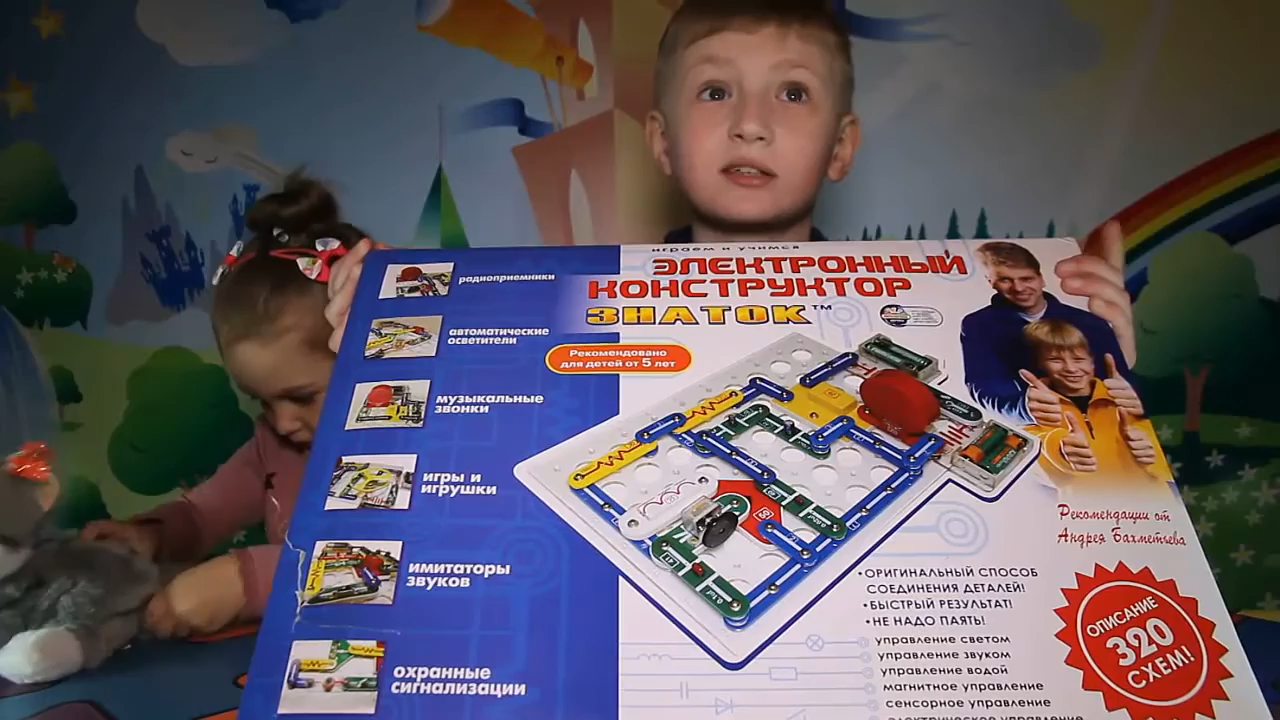 играем и учимся
ЭЛЕКТРОННЫЙ
КОНСТРУКТОР
ЗНАТОК™
Рекомендовано
для детей от 5 лет
радиоприемники
автоматические
осветители
музыкальные
звонки
игры и
игрушки
имитаторы
звуков
охранные
сигнализации
Рекомендации от
Андрея Бахметьева
• ОРИГИНАЛЬНЫЙ СПОСОБ
СОЕДИНЕНИЯ ДЕТАЛЕЙ!
• БЫСТРЫЙ РЕЗУЛЬТАТ!
• НЕ НАДО ПАЯТЬ!
управление светом
управление звуком
управление водой
магнитное управление
сенсорное управление
электрическое управление
ОПИСАНИЕ
320
СХЕМ!